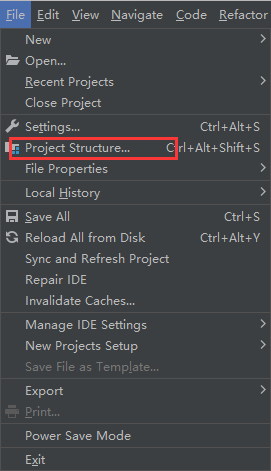 File Edit View Navigate Code Refactor
New
Open...
Recent Projects
Close Project
Settings... Ctrl+Alt+S
Project Structure... Ctrl+Alt+Shift+S
File Properties
Local History
Save All Ctrl+S
Reload All from Disk Ctrl+Alt+Y
Sync and Refresh Project
Repair IDE
Invalidate Caches...
Manage IDE Settings
New Projects Setup
Save File as Template...
Export
Print...
Power Save Mode
Exit